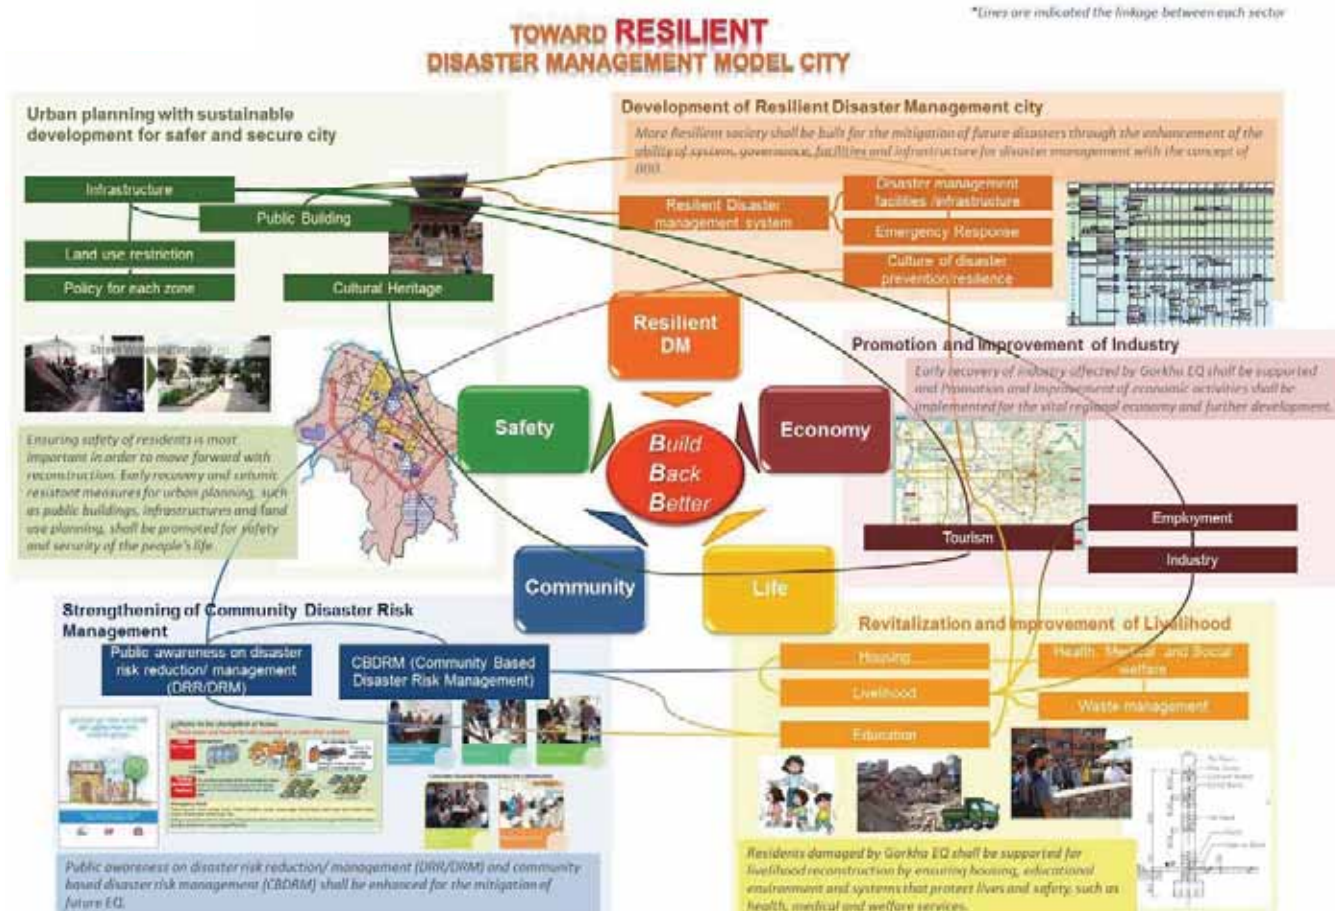 *Lines are indicated the linkage between each sector
TOWARD RESILIENT
DISASTER MANAGEMENT MODEL CITY
Urban planning with sustainable
development for safer and secure city
Infrastructure
Public Building
Land use restriction
Policy for each zone
Cultural Heritage
Ensuring safety of residents is most
important in order to move forward with
reconstruction. Early recovery and seismic
resistant measures for urban planning, such
as public buildings, infrastructures and land
use planning, shall be promoted for safety
and security of the people's life.
Development of Resilient Disaster Management city
More Resilient society shall be built for the mitigation of future disasters through the enhancement of the
ability of system, governance, facilities and infrastructure for disaster management with the concept of
BBB.
Resilient Disaster
management system
Disaster management
facilities /infrastructure
Emergency Response
Culture of disaster
prevention/resilience
Resilient
DM
Safety
Economy
Build
Back
Better
Community
Life
Promotion and Improvement of Industry
Early recovery of industry affected by Gorkha EQ shall be supported
and Promotion and Improvement of economic activities shall be
implemented for the vital regional economy and further development.
Tourism
Employment
Industry
Strengthening of Community Disaster Risk
Management
Public awareness on disaster
risk reduction/ management
(DRR/DRM)
CBDRM (Community Based
Disaster Risk Management)
Public awareness on disaster risk reduction/ management (DRR/DRM) and community
based disaster risk management (CBDRM) shall be enhanced for the mitigation of
future EQ.
Revitalization and Improvement of Livelihood
Housing
Livelihood
Education
Health, Medical and Social
welfare
Waste management
Residents damaged by Gorkha EQ shall be supported for
livelihood reconstruction by ensuring housing, educational
environment and systems that protect lives and safety, such as
health, medical and welfare services.